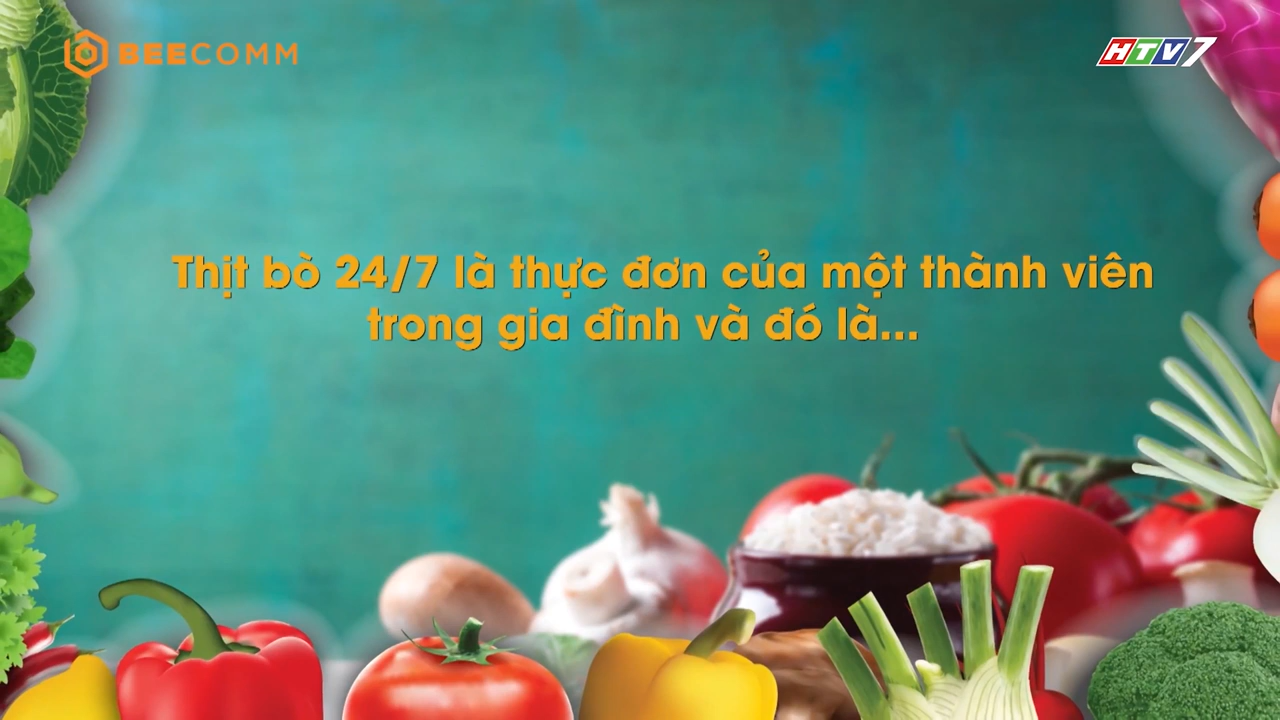 BEECOMM
HTV7
Thịt bò 24/7 là thực đơn của một thành viên
trong gia đình và đó là...